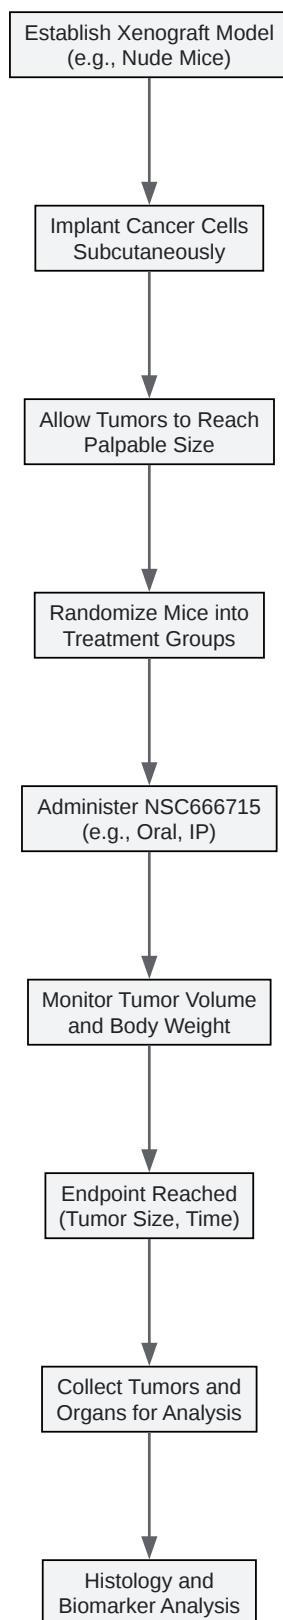 Establish Xenograft Model
(e.g., Nude Mice)
Implant Cancer Cells
Subcutaneously
Allow Tumors to Reach
Palpable Size
Randomize Mice into
Treatment Groups
Administer NSC666715
(e.g., Oral, IP)
Monitor Tumor Volume
and Body Weight
Endpoint Reached
(Tumor Size, Time)
Collect Tumors and
Organs for Analysis
Histology and
Biomarker Analysis